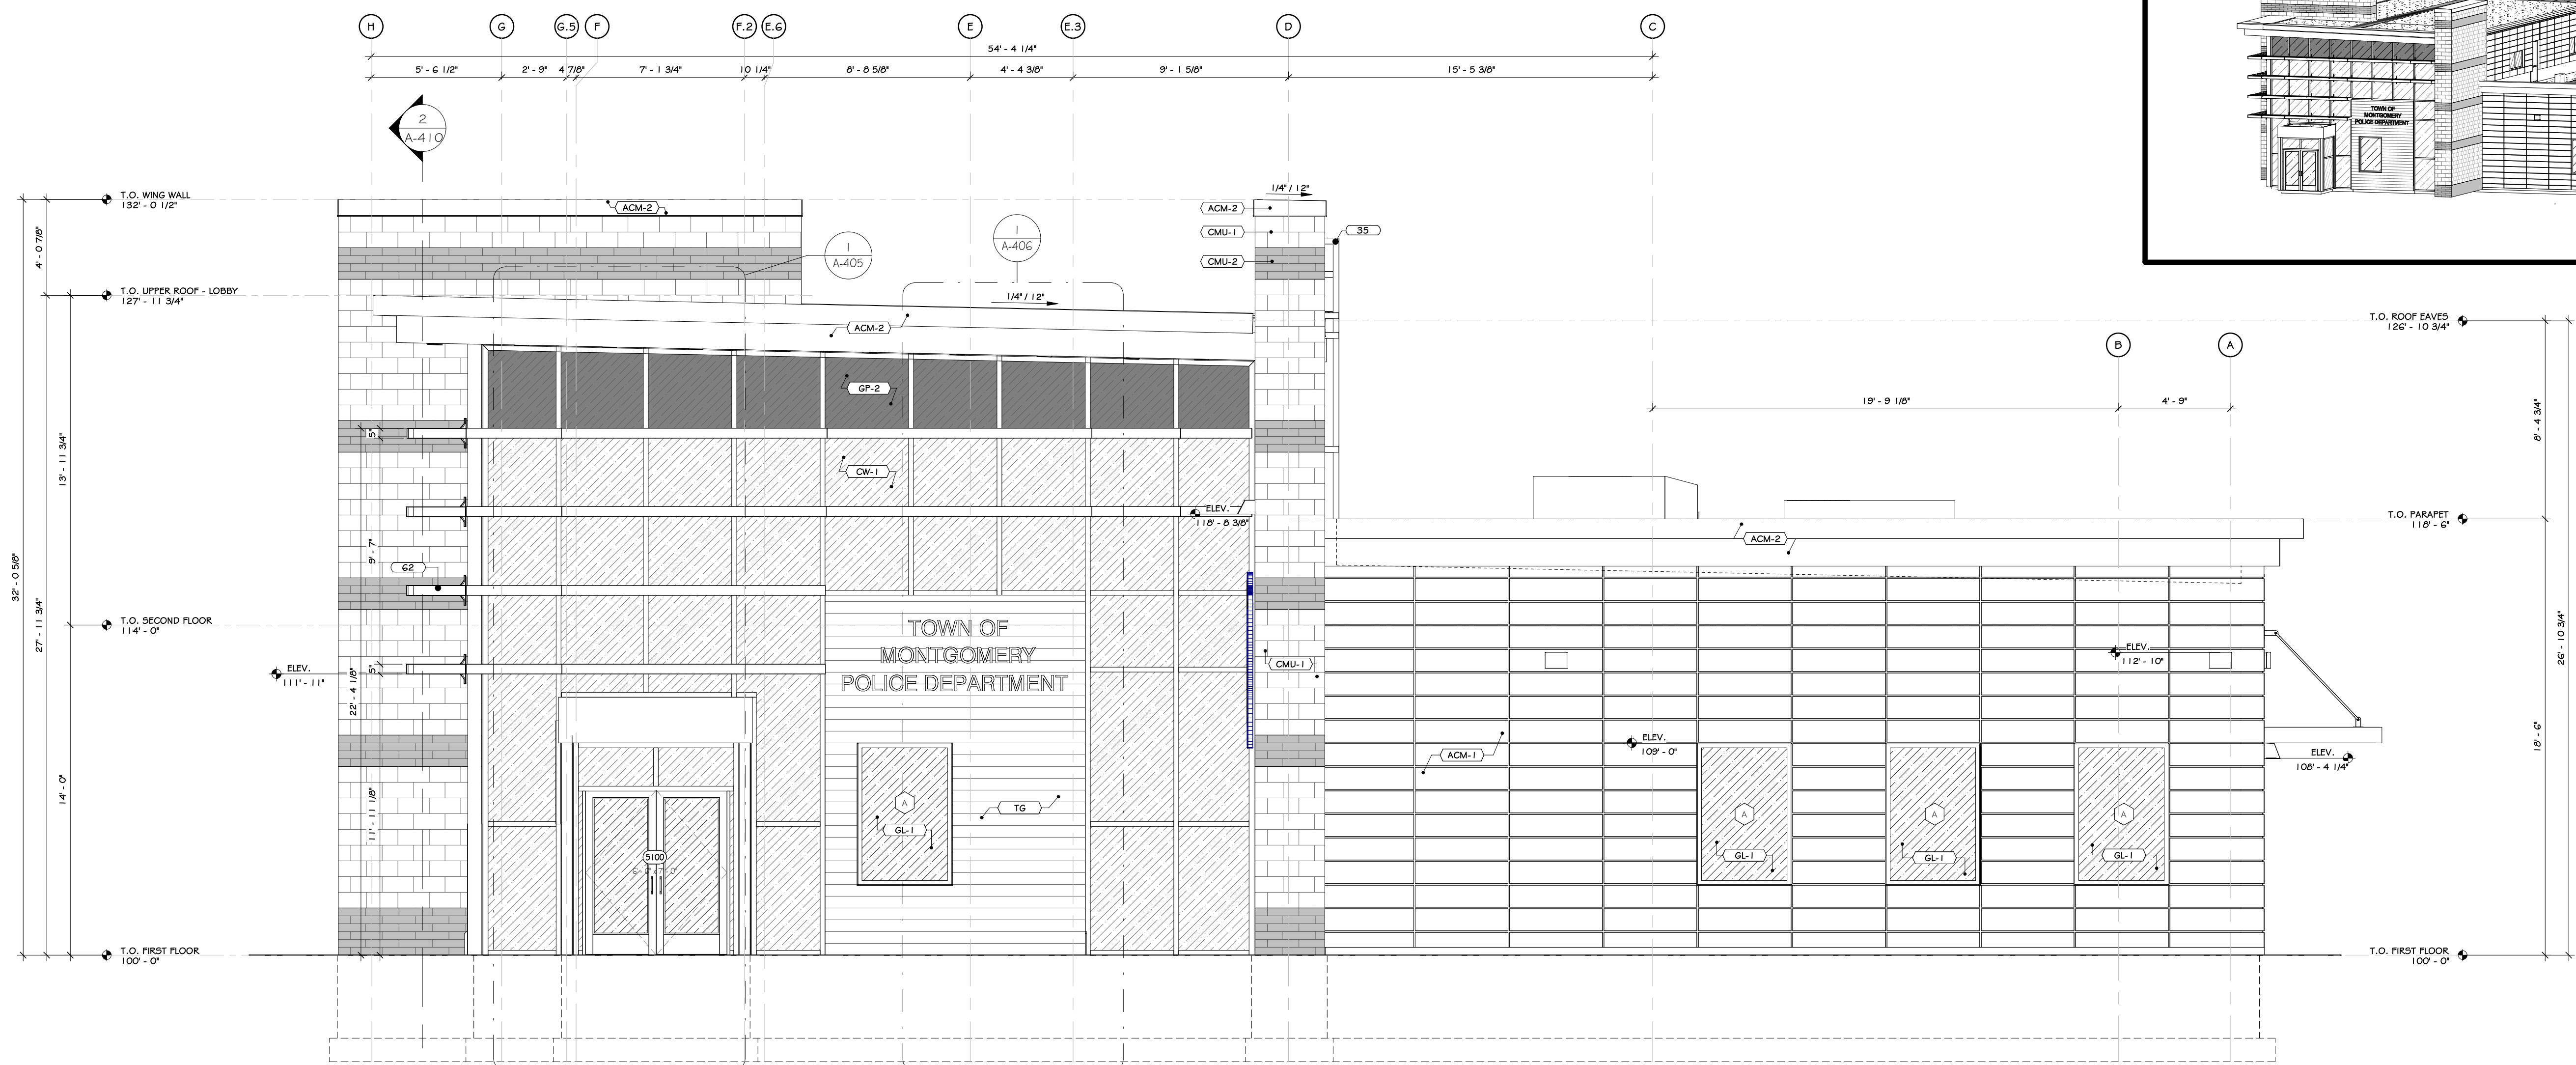 H
G
G.5
F
F.2
E.6
E
E.3
D
C
54' - 4 1/4"
5' - 6 1/2"
2' - 9"
4 7/8"
7' - 1 3/4"
10 1/4"
8' - 8 5/8"
4' - 4 3/8"
9' - 1 5/8"
15' - 5 3/8"
TOWN OF
MONTGOMERY
POLICE DEPARTMENT
2
A-410
T.O. WING WALL
132' - 0 1/2"
ACM-2
1/4" / 12"
ACM-2
CMU-1
CMU-2
35
1
A-405
1
A-406
4' - 0 7/8"
T.O. UPPER ROOF - LOBBY
127' - 11 3/4"
1/4" / 12"
ACM-2
T.O. ROOF EAVES
126' - 10 3/4"
B
A
19' - 9 1/8"
4' - 9"
8' - 4 3/4"
GP-2
5"
13' - 11 3/4"
CW-1
ELEV.
118' - 8 3/8"
T.O. PARAPET
118' - 6"
ACM-2
9' - 7"
62
32' - 0 5/8"
27' - 11 3/4"
T.O. SECOND FLOOR
114' - 0"
TOWN OF
MONTGOMERY
POLICE DEPARTMENT
ELEV.
111' - 11"
5"
22' - 4 1/8"
CMU-1
ELEV.
112' - 10"
26' - 10 3/4"
ELEV.
109' - 0"
ACM-1
ELEV.
108' - 4 1/4"
18' - 6"
14' - 0"
11' - 11 1/8"
A
GL-1
TG
A
GL-1
A
GL-1
A
GL-1
S100
T.O. FIRST FLOOR
100' - 0"
T.O. FIRST FLOOR
100' - 0"